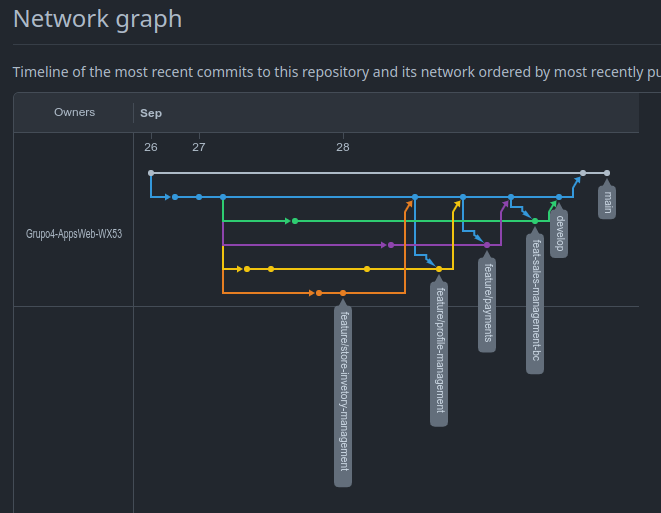 Network graph
Timeline of the most recent commits to this repository and its network ordered by most recently pu
Owners
Sep
26
27
28
Grupo4-AppsWeb-WX53
main
develop
feat-sales-management-bc
feature/payments
feature/profile-management
feature/store-invetory-management